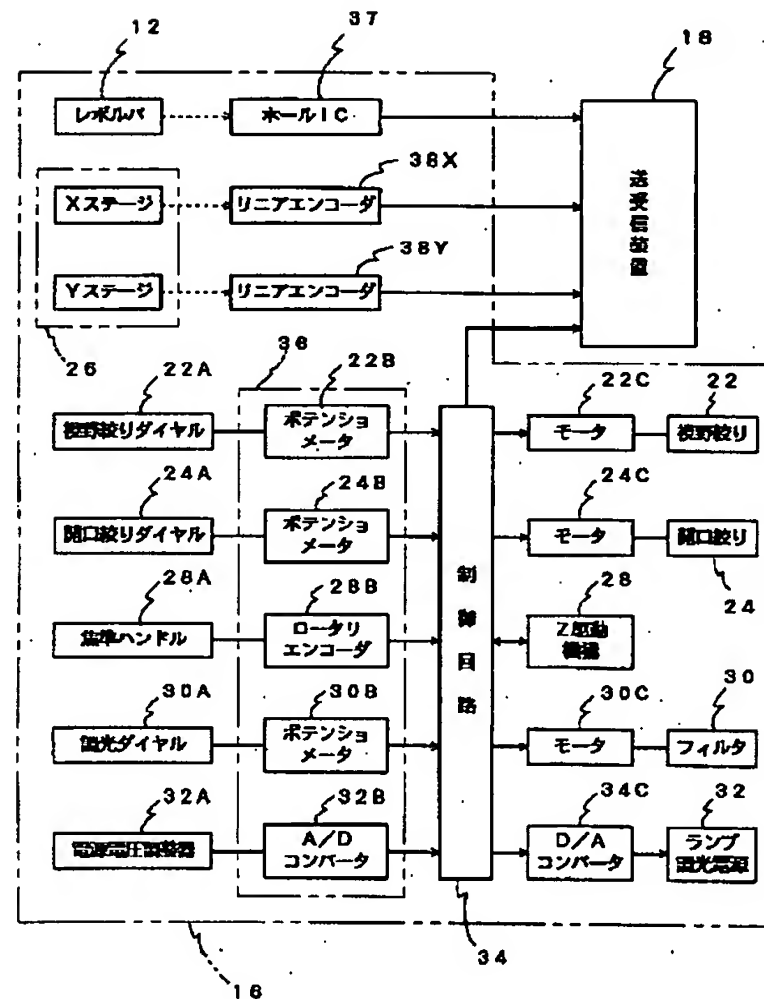 12
37
18
レボルバ
ホールIC
38X
Xステージ
リニアエンコーダ
送受信装置
38Y
Yステージ
リニアエンコーダ
26
36
22A
22B
22C
22
視野絞りダイヤル
ポテンショ
メータ
モータ
視野絞り
24A
24B
24C
開口絞りダイヤル
ポテンショ
メータ
モータ
開口絞り
24
28A
28B
28
焦準ハンドル
ロータリ
エンコーダ
制御回路
Z駆動
機構
30A
30B
30C
30
調光ダイヤル
ポテンショ
メータ
モータ
フィルタ
32A
32B
34C
32
電源電圧調整器
A/D
コンバータ
D/A
コンバータ
ランプ
調光電源
34
16